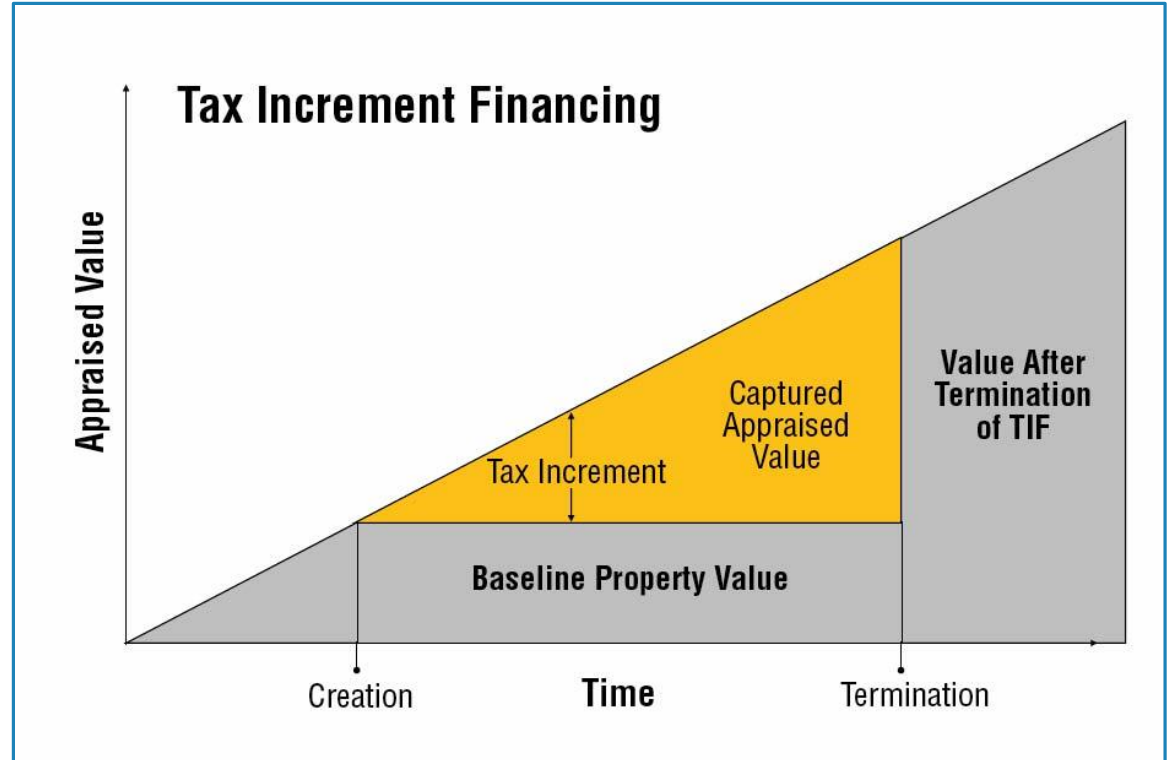 Tax Increment Financing
Appraised Value
Captured
Appraised
Value
Tax Increment
Value After
Termination
of TIF
Baseline Property Value
Creation
Time
Termination